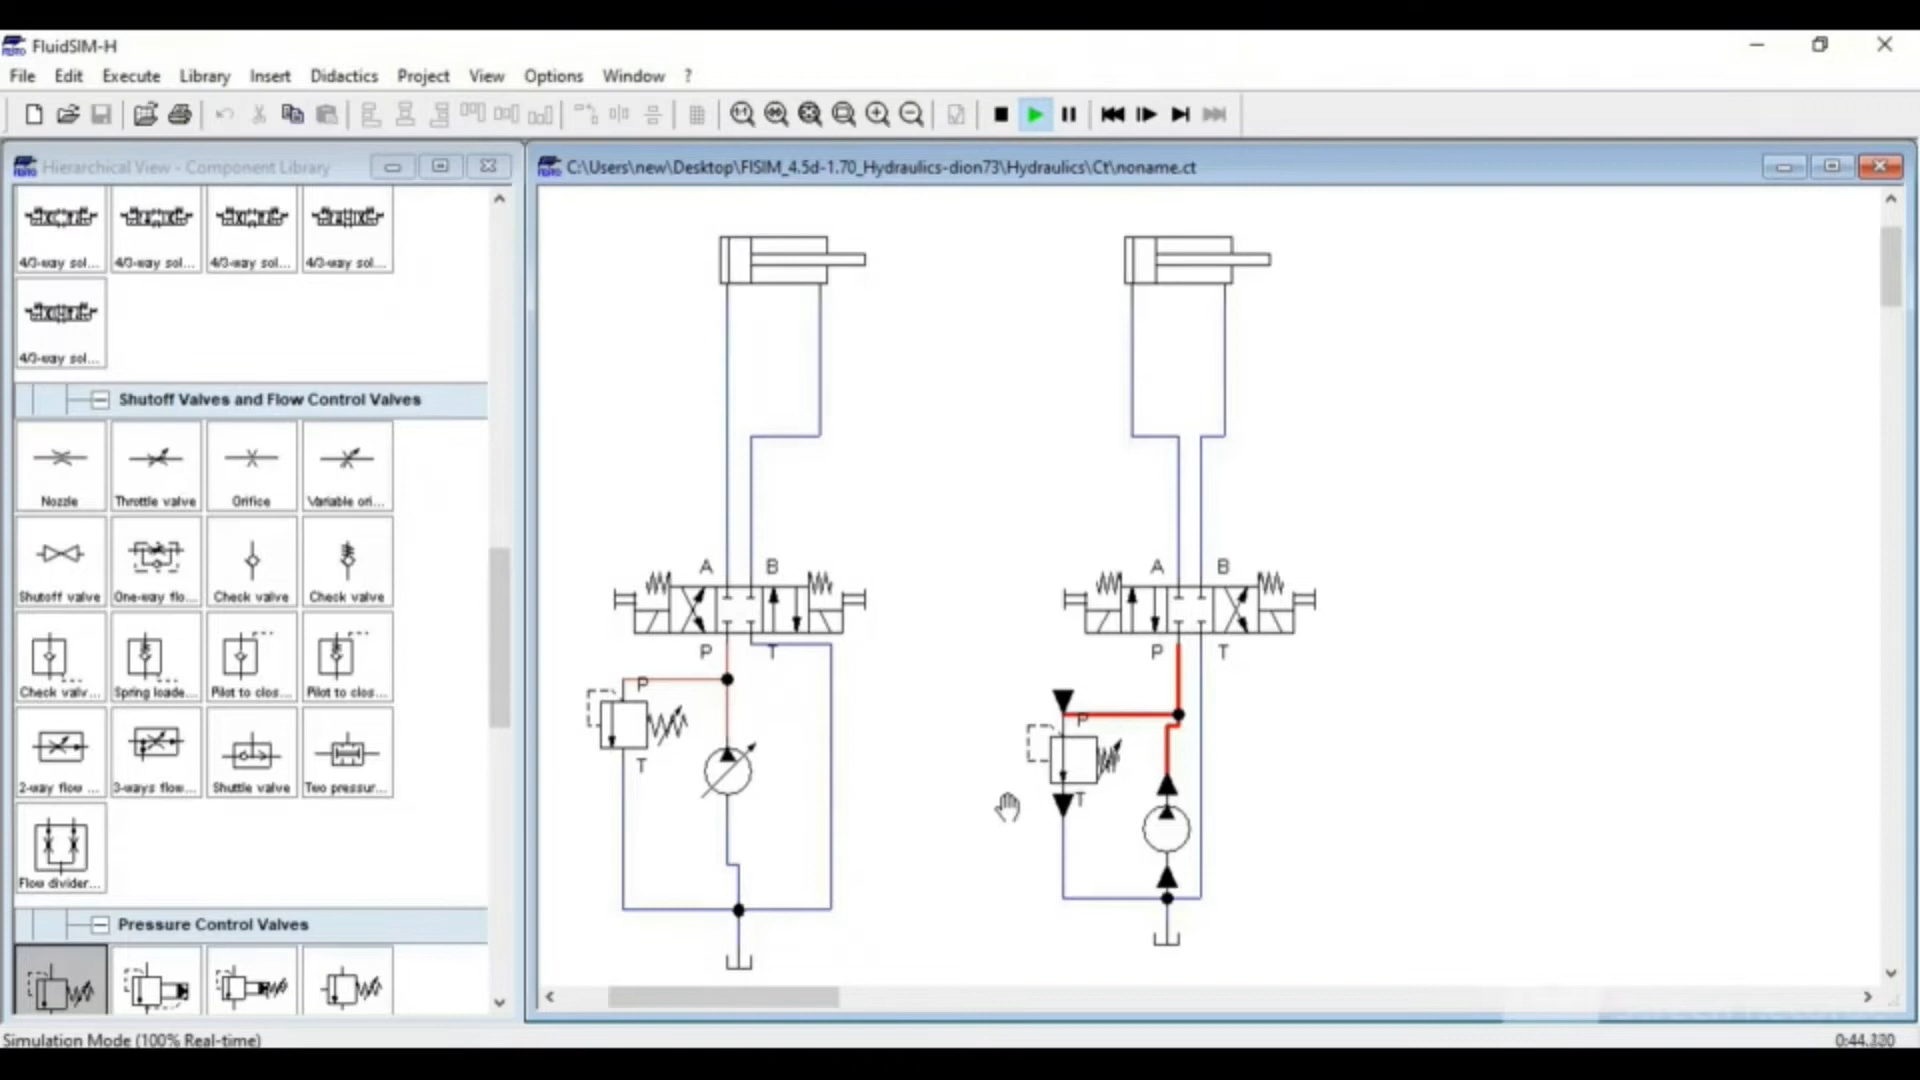 FluidSIM-H
File Edit Execute Library Insert Didactics Project View Options Window ?
Hierarchical View - Component Library
C:\Users\new\Desktop\FISIM_4.5d-1.70_Hydraulics-dion73\Hydraulics\Ct\noname.ct
4/3-way sol... 4/3-way sol... 4/3-way sol... 4/3-way sol...
4/3-way sol...
Shutoff Valves and Flow Control Valves
Nozzle Throttle valve Orifice Variable ori...
Shutoff valve One-way flo... Check valve Check valve
Check valv... Spring loade... Pilot to clos... Pilot to clos...
2-way flow ... 3-ways flow... Shuttle valve Two pressur...
Flow divider...
Pressure Control Valves
A B A B
P T P T
P P
T T
Simulation Mode (100% Real-time)